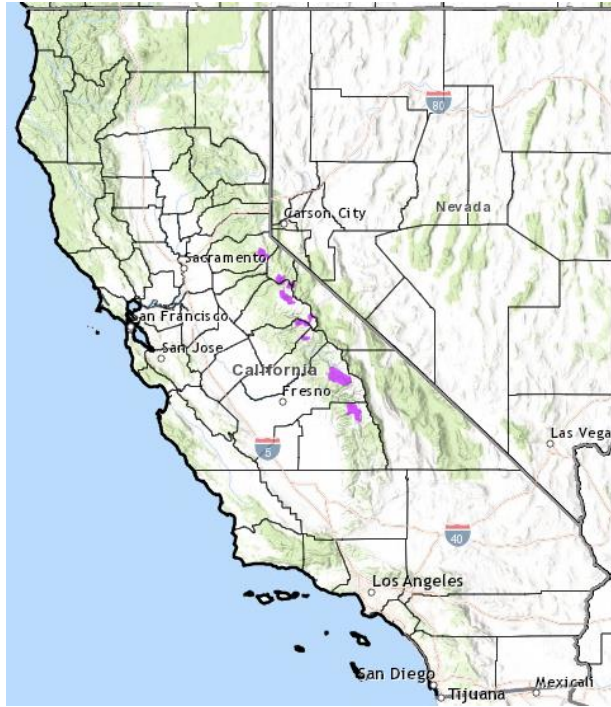 80
Carson City
Nevada
Sacramento
San Francisco
San Jose
California
Fresno
Las Vega
5
40
Los Angeles
San Diego
Mexicali
Tijuana